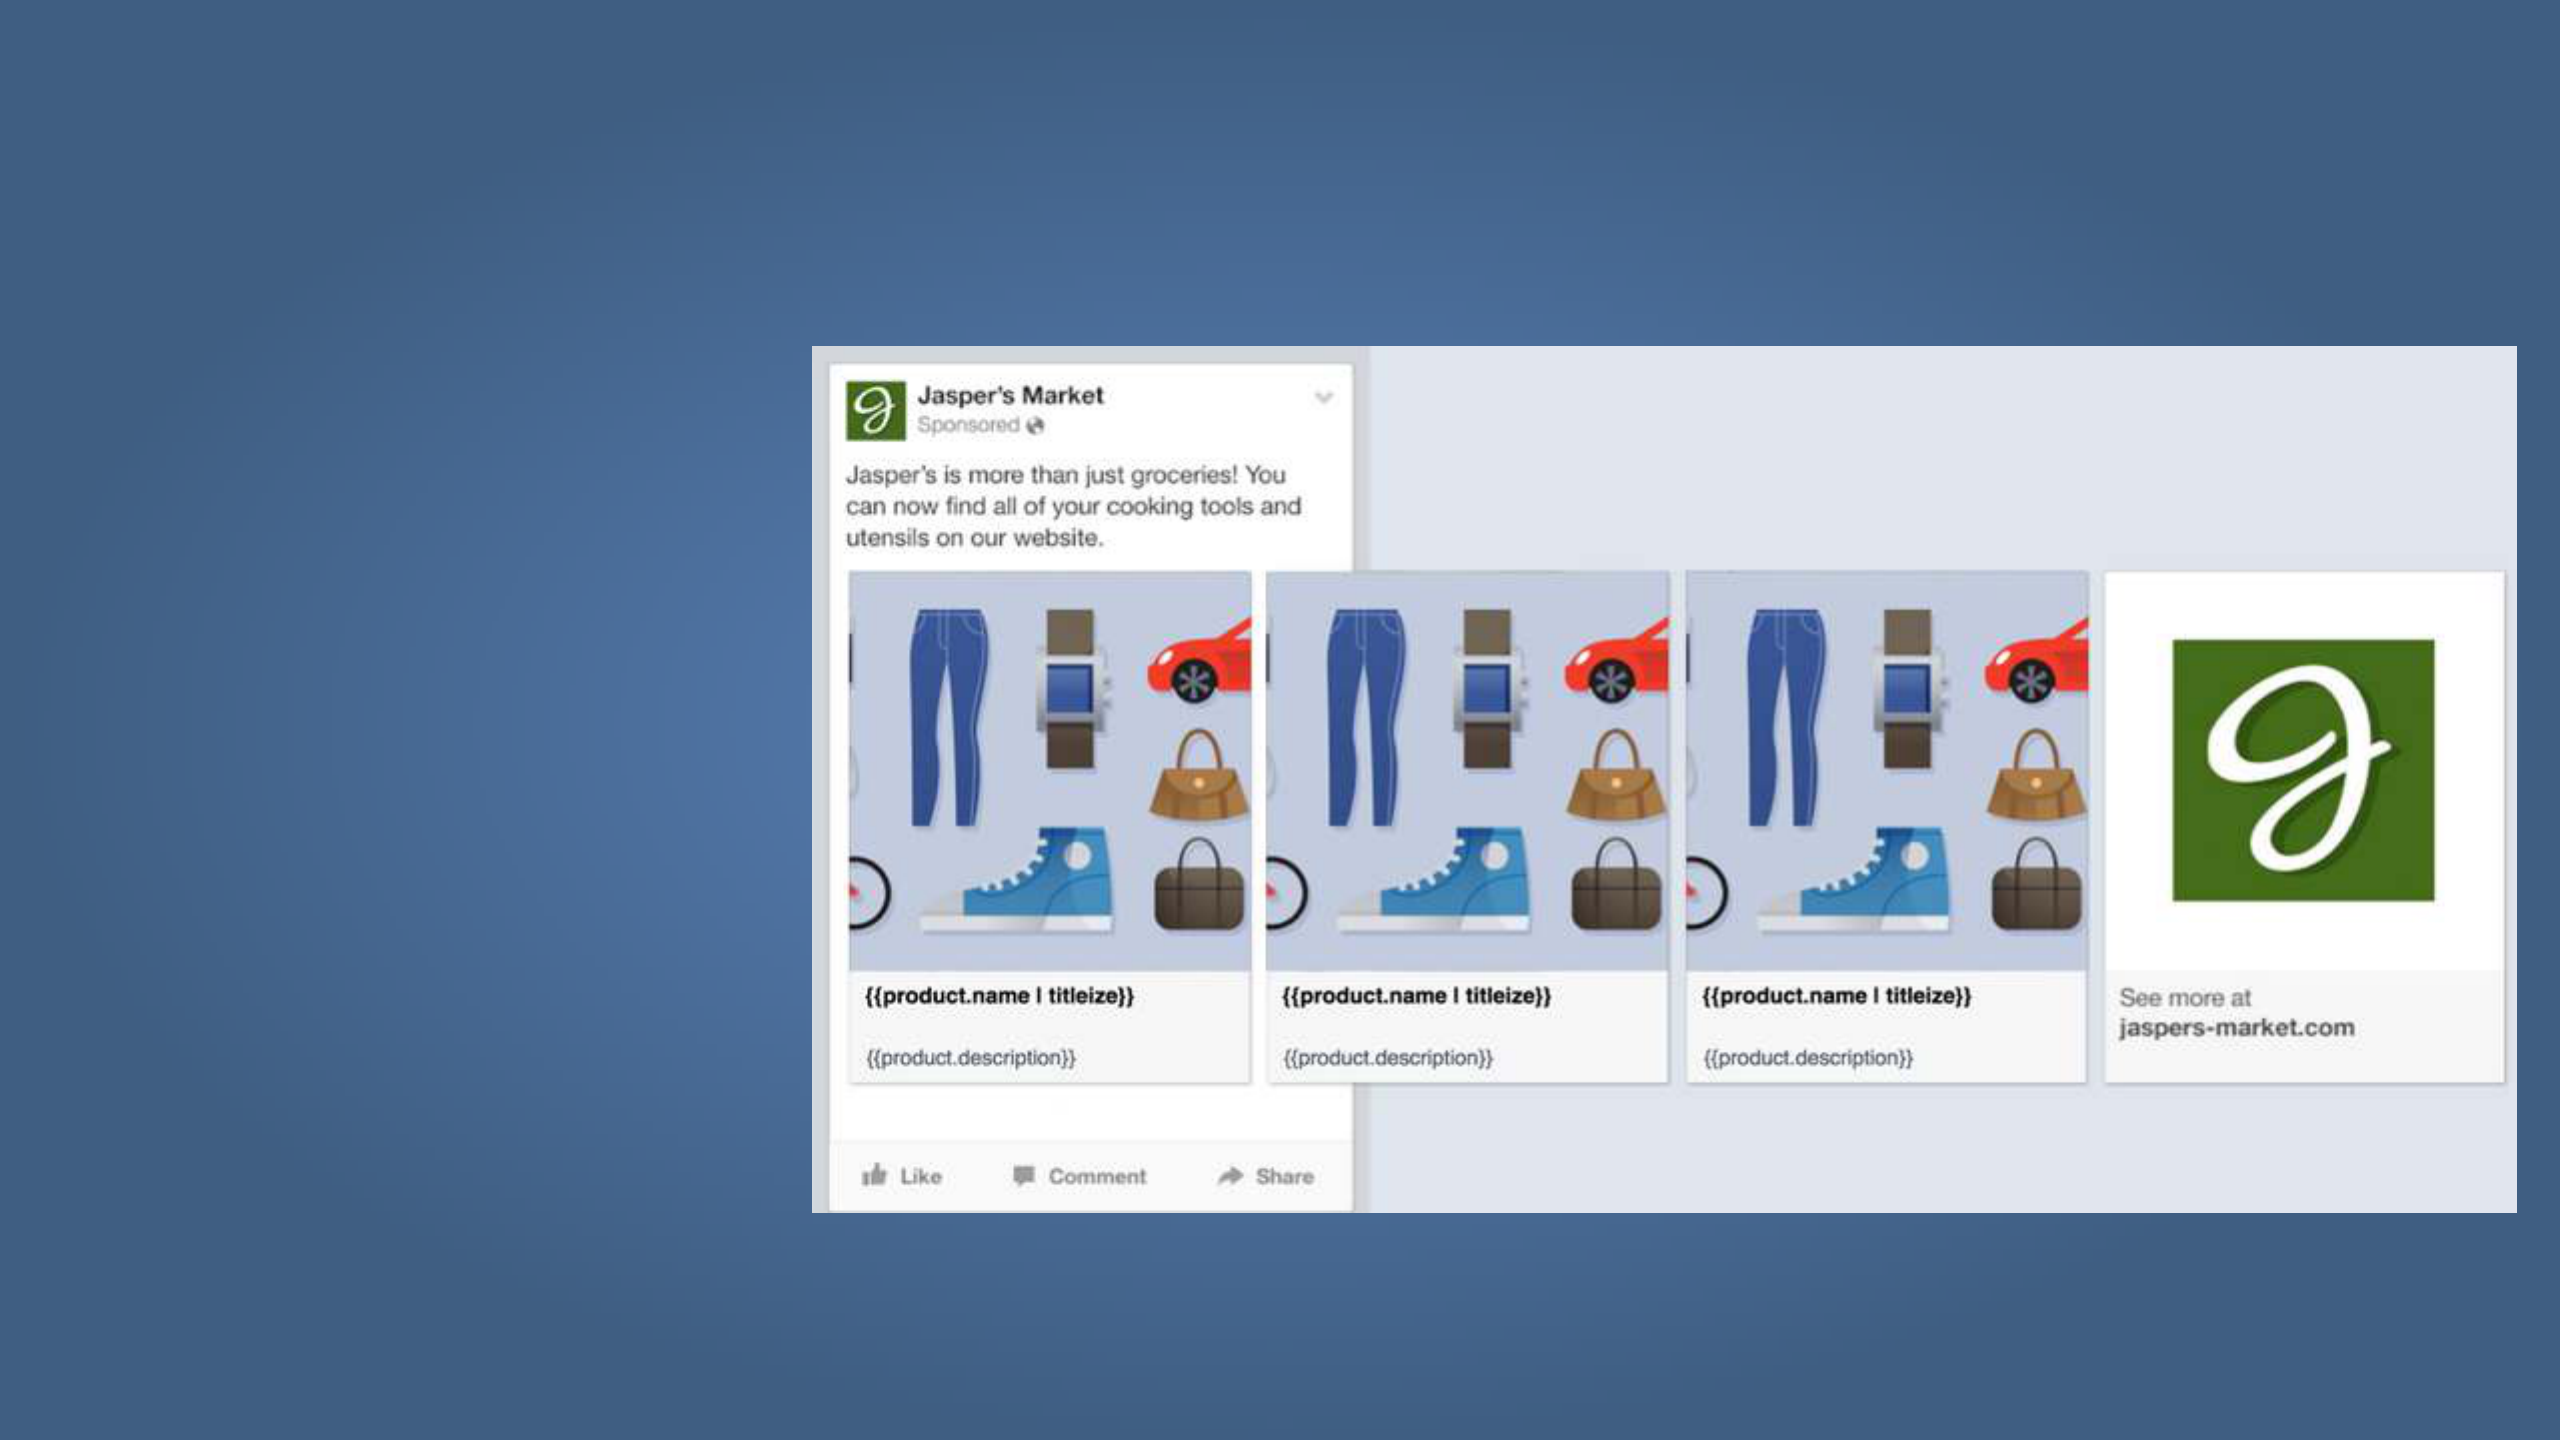 Jasper's Market
Sponsored
Jasper's is more than just groceries! You
can now find all of your cooking tools and
utensils on our website.
{{product.name | titleize}}
{{product.description}}
{{product.name | titleize}}
{{product.description}}
{{product.name | titleize}}
{{product.description}}
See more at
jaspers-market.com
Like
Comment
Share